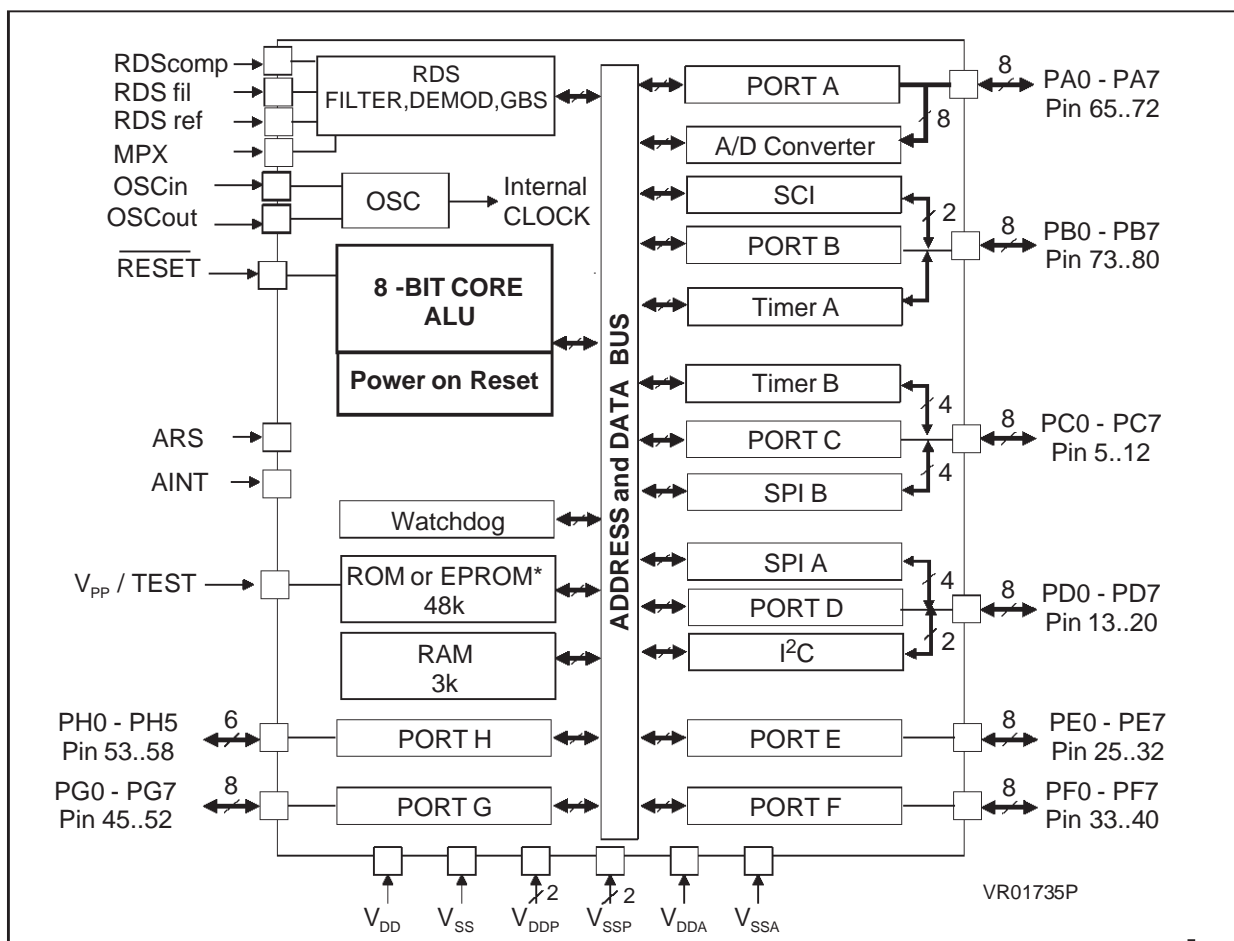 RDScomp
RDS fil
RDS ref
MPX
OSCin
OSCout
RESET
ARS
AINT
VPP / TEST
PH0 - PH5
Pin 53..58
6
PG0 - PG7
Pin 45..52
8
RDS
FILTER,DEMOD,GBS
OSC
Internal
CLOCK
8 -BIT CORE
ALU
Power on Reset
Watchdog
ROM or EPROM*
48k
RAM
3k
PORT H
PORT G
ADDRESS and DATA BUS
PORT A
8
A/D Converter
SCI
2
PORT B
Timer A
Timer B
4
PORT C
4
SPI B
SPI A
4
PORT D
2
I²C
PORT E
PORT F
8
PA0 - PA7
Pin 65..72
8
PB0 - PB7
Pin 73..80
8
PC0 - PC7
Pin 5..12
8
PD0 - PD7
Pin 13..20
8
PE0 - PE7
Pin 25..32
8
PF0 - PF7
Pin 33..40
2
2
VDD
VSS
VDDP
VSSP
VDDA
VSSA
VR01735P